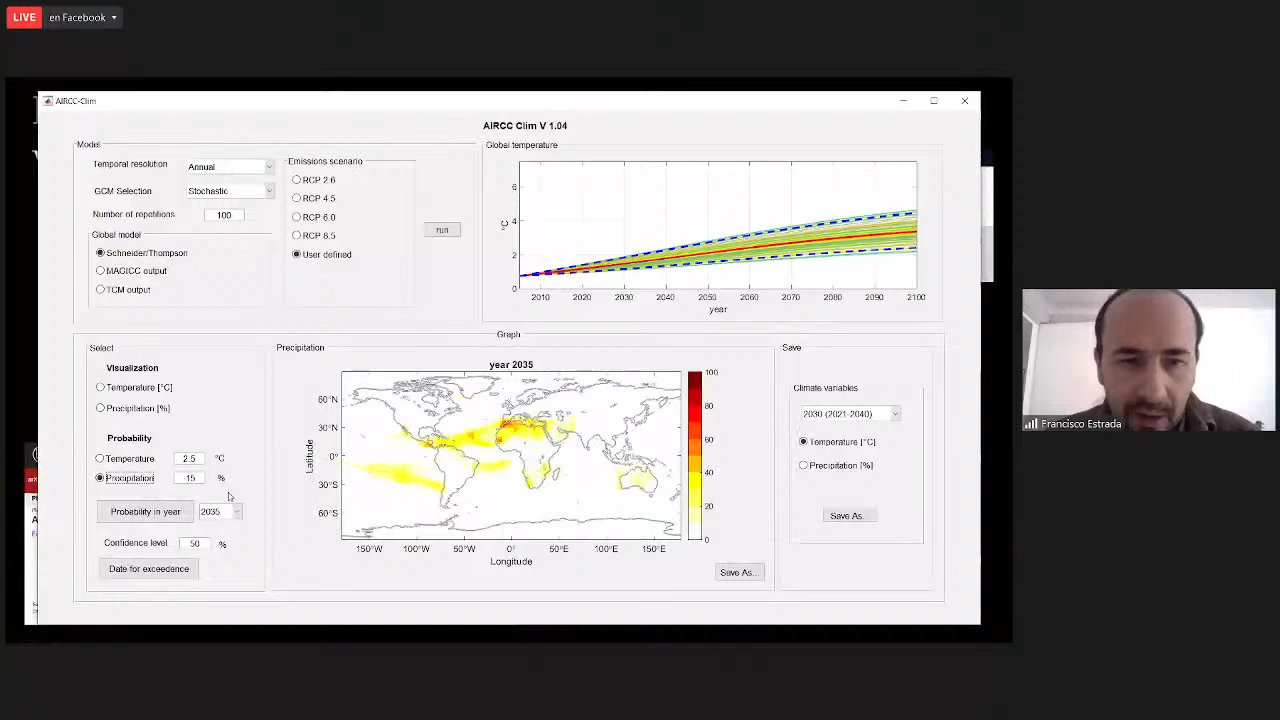 LIVE en Facebook
AIRCC-Clim
AIRCC Clim V 1.04
Model
Temporal resolution
Annual
GCM Selection
Stochastic
Number of repetitions
100
Global model
Schneider/Thompson
MAGICC output
TCM output
Emissions scenario
RCP 2.6
RCP 4.5
RCP 6.0
RCP 8.5
User defined
run
Global temperature
6
4
2
0
°C
2010 2020 2030 2040 2050 2060 2070 2080 2090 2100
year
Graph
Select
Visualization
Temperature [°C]
Precipitation [%]
Probability
Temperature 2.5 °C
Precipitation -15 %
Probability in year 2035
Confidence level 50 %
Date for exceedence
Precipitation
year 2035
60°N
30°N
0°
30°S
60°S
Latitude
150°W 100°W 50°W 0° 50°E 100°E 150°E
Longitude
100
80
60
40
20
0
Save As...
Save
Climate variables
2030 (2021-2040)
Temperature [°C]
Precipitation [%]
Save As...
Francisco Estrada